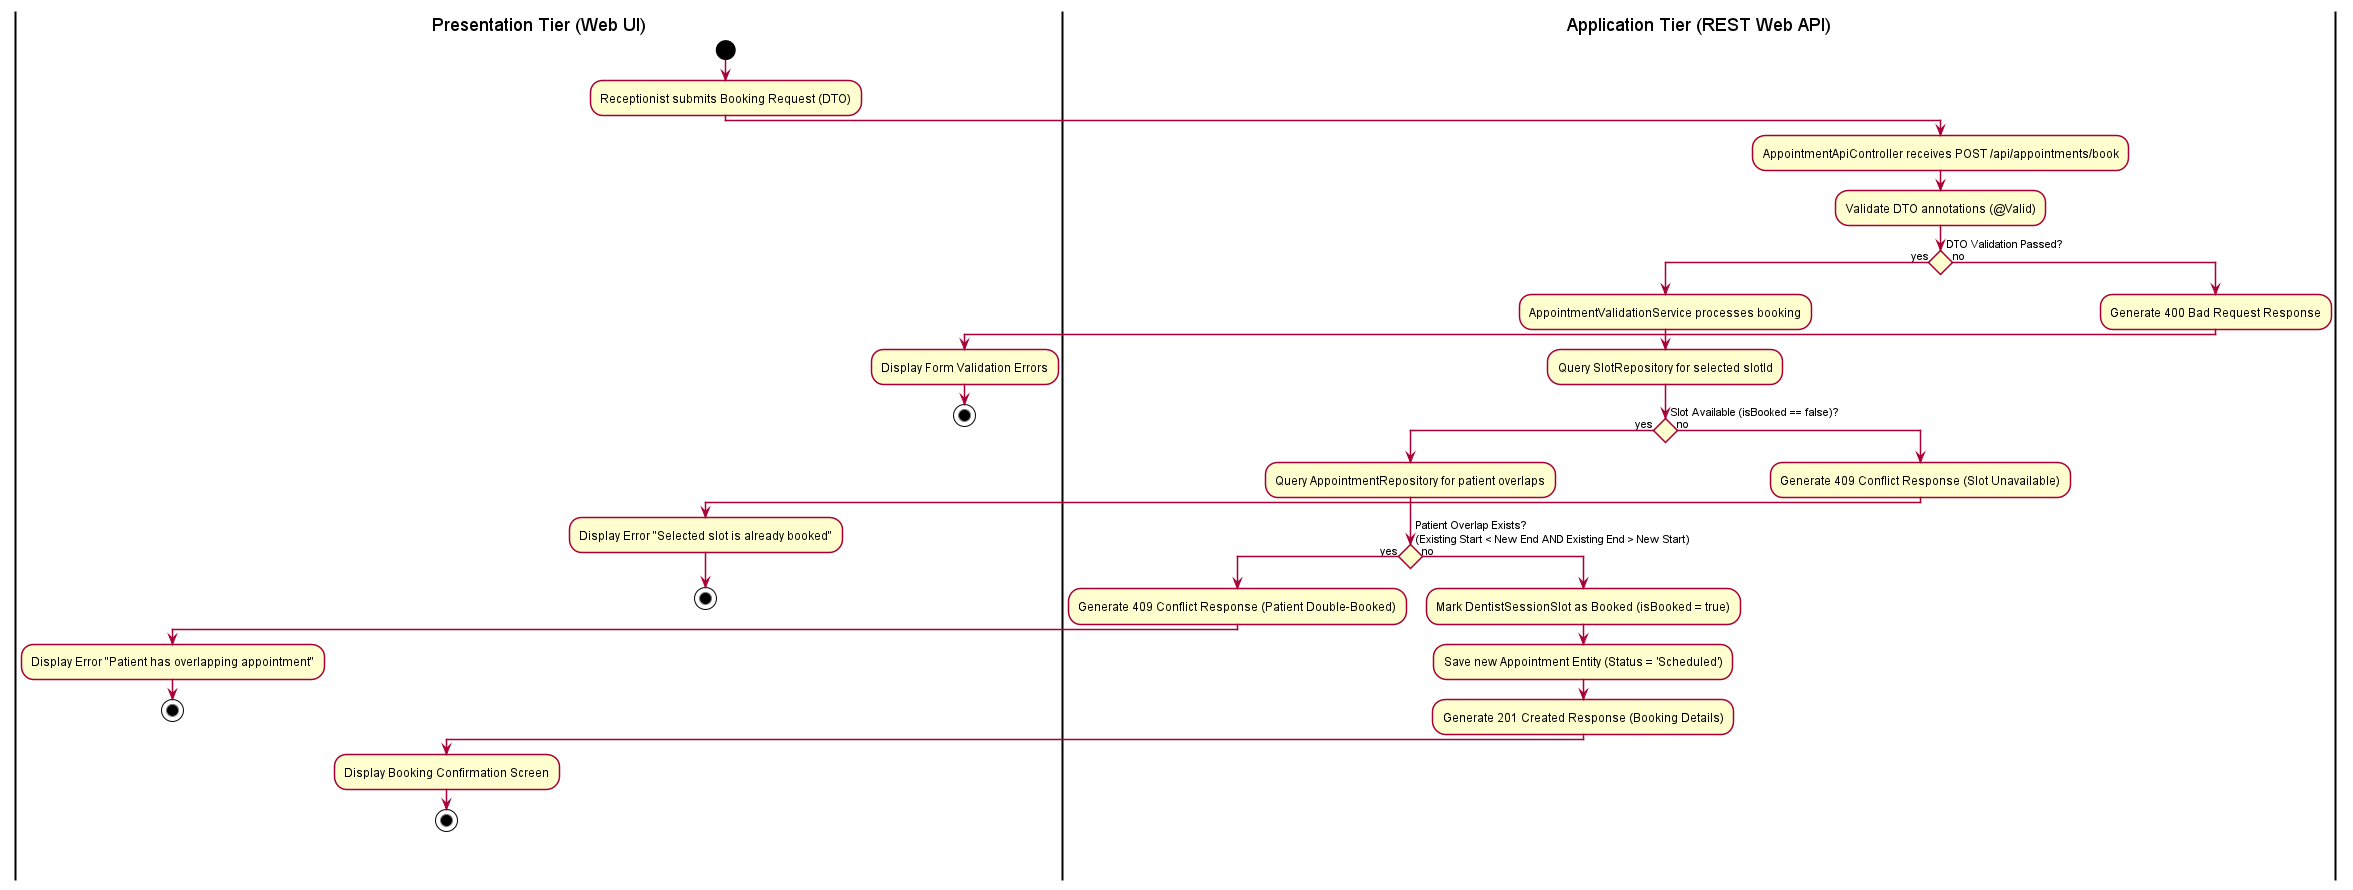 Presentation Tier (Web UI)
Application Tier (REST Web API)
Receptionist submits Booking Request (DTO)
AppointmentApiController receives POST /api/appointments/book
Validate DTO annotations (@Valid)
DTO Validation Passed?
yes
no
AppointmentValidationService processes booking
Generate 400 Bad Request Response
Display Form Validation Errors
Query SlotRepository for selected slotId
Slot Available (isBooked == false)?
yes
no
Query AppointmentRepository for patient overlaps
Generate 409 Conflict Response (Slot Unavailable)
Display Error "Selected slot is already booked"
Patient Overlap Exists?
(Existing Start < New End AND Existing End > New Start)
yes
no
Generate 409 Conflict Response (Patient Double-Booked)
Mark DentistSessionSlot as Booked (isBooked = true)
Display Error "Patient has overlapping appointment"
Save new Appointment Entity (Status = 'Scheduled')
Generate 201 Created Response (Booking Details)
Display Booking Confirmation Screen